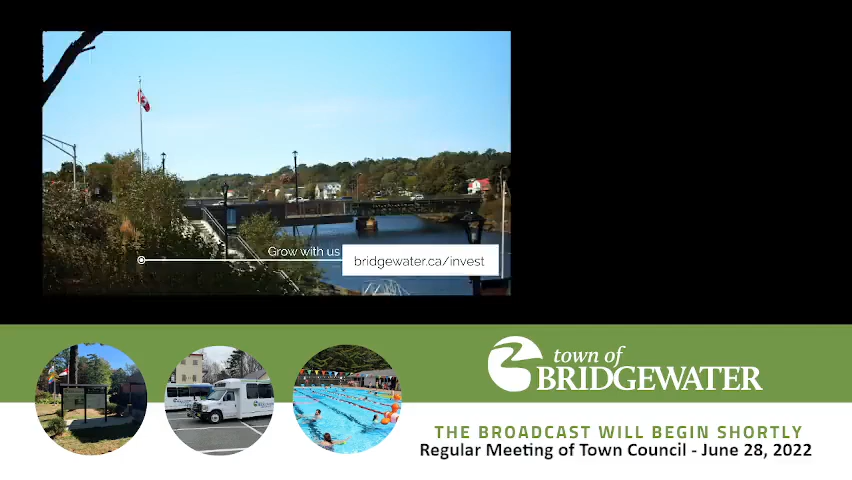 Grow with us
bridgewater.ca/invest
town of
BRIDGEWATER
THE BROADCAST WILL BEGIN SHORTLY
Regular Meeting of Town Council - June 28, 2022